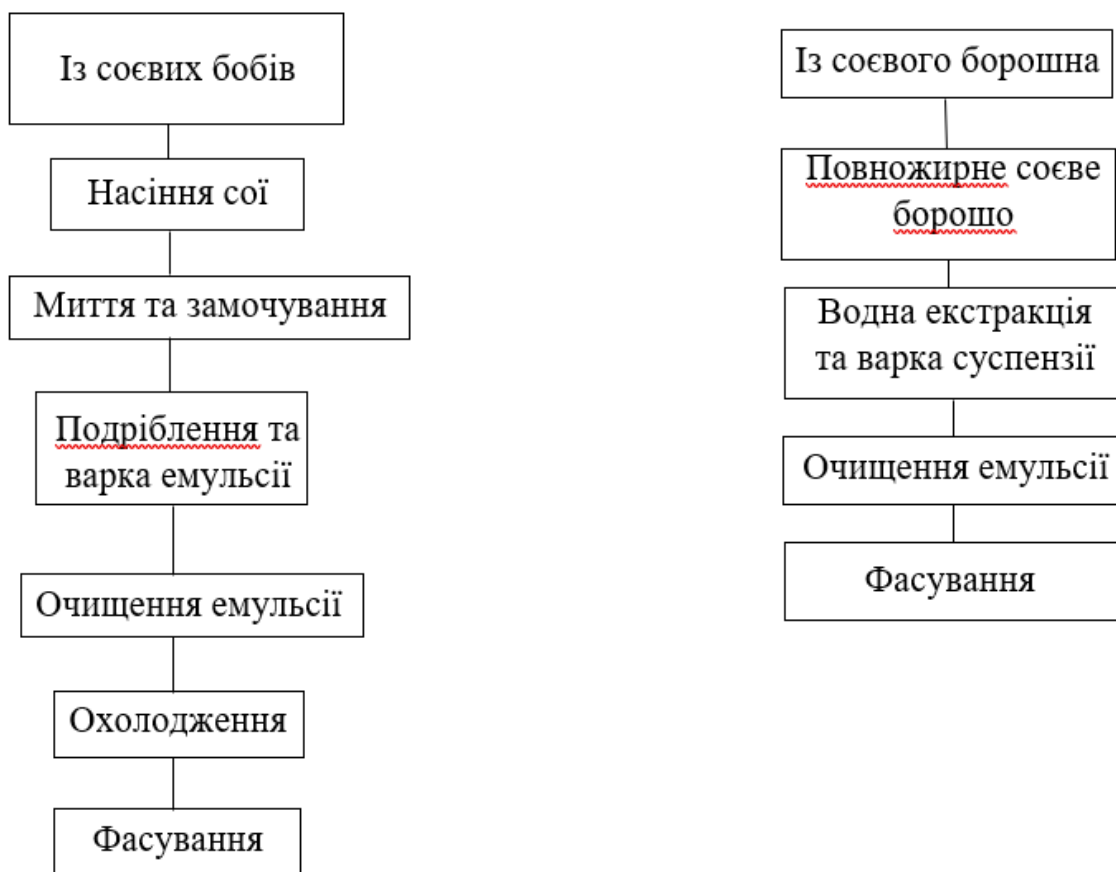 Із соєвих бобів
Насіння сої
Миття та замочування
Подріблення та
варка емульсії
Очищення емульсії
Охолодження
Фасування
Із соєвого борошна
Повножирне соєве
борошо
Водна екстракція
та варка суспензії
Очищення емульсії
Фасування